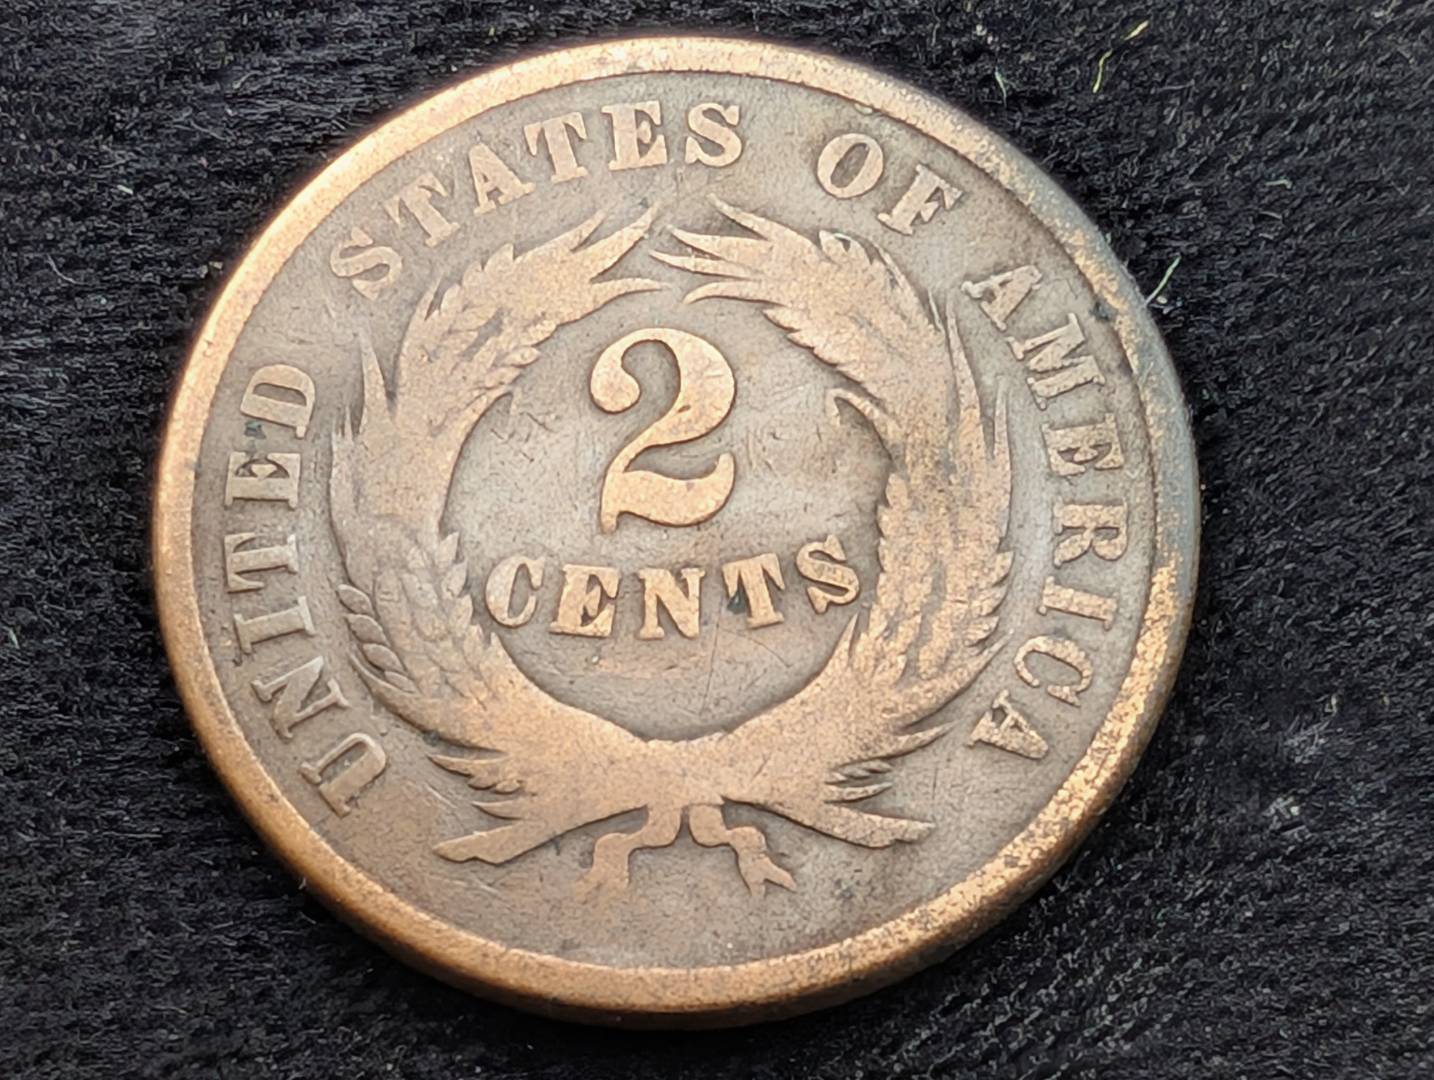 UNITED STATES OF AMERICA
2
CENTS